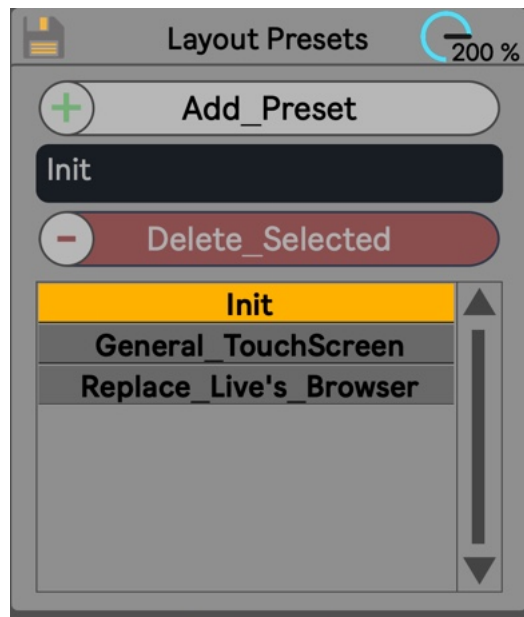 Layout Presets
200 %
Add_Preset
Init
Delete_Selected
Init
General_TouchScreen
Replace_Live's_Browser